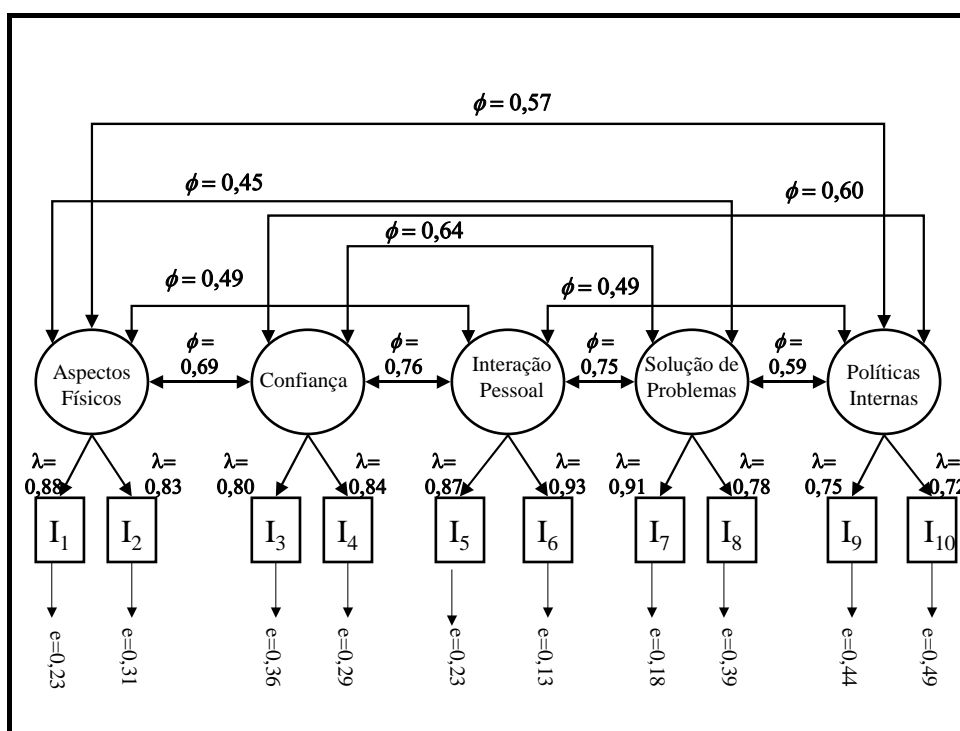 ϕ = 0,57
ϕ = 0,45
ϕ = 0,60
ϕ = 0,64
ϕ = 0,49
ϕ = 0,49
ϕ =
0,69
ϕ =
0,76
ϕ =
0,75
ϕ =
0,59
Aspectos
Físicos
Confiança
Interação
Pessoal
Solução de
Problemas
Políticas
Internas
λ=
0,88
λ=
0,83
λ=
0,80
λ=
0,84
λ=
0,87
λ=
0,93
λ=
0,91
λ=
0,78
λ=
0,75
λ=
0,72
I₁
I₂
I₃
I₄
I₅
I₆
I₇
I₈
I₉
I₁₀
e=0,23
e=0,31
e=0,36
e=0,29
e=0,23
e=0,13
e=0,18
e=0,39
e=0,44
e=0,49